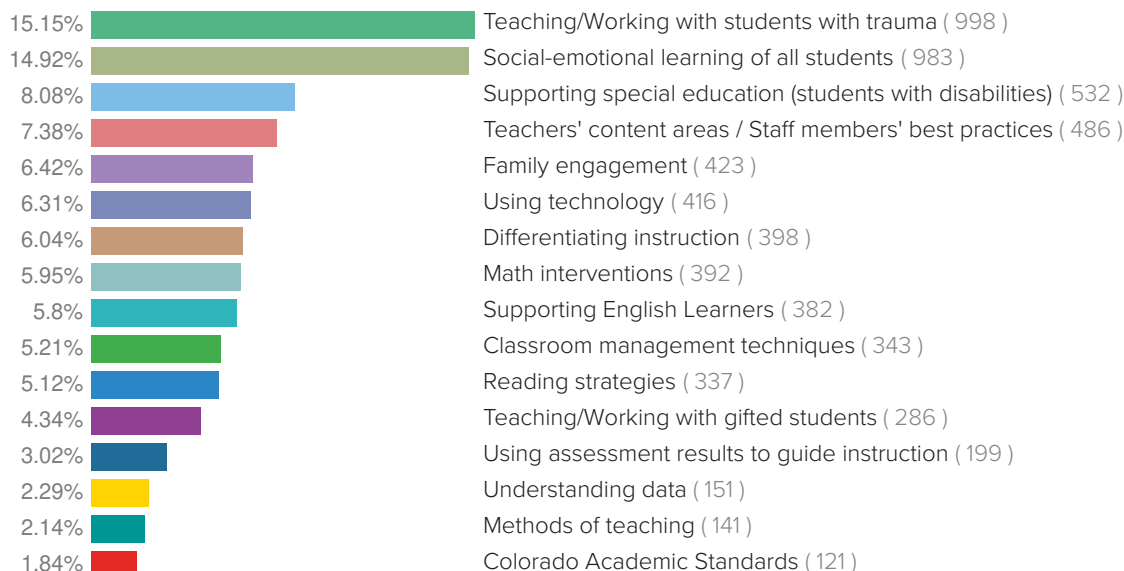 15.15% Teaching/Working with students with trauma ( 998 )
14.92% Social-emotional learning of all students ( 983 )
8.08% Supporting special education (students with disabilities) ( 532 )
7.38% Teachers' content areas / Staff members' best practices ( 486 )
6.42% Family engagement ( 423 )
6.31% Using technology ( 416 )
6.04% Differentiating instruction ( 398 )
5.95% Math interventions ( 392 )
5.8% Supporting English Learners ( 382 )
5.21% Classroom management techniques ( 343 )
5.12% Reading strategies ( 337 )
4.34% Teaching/Working with gifted students ( 286 )
3.02% Using assessment results to guide instruction ( 199 )
2.29% Understanding data ( 151 )
2.14% Methods of teaching ( 141 )
1.84% Colorado Academic Standards ( 121 )